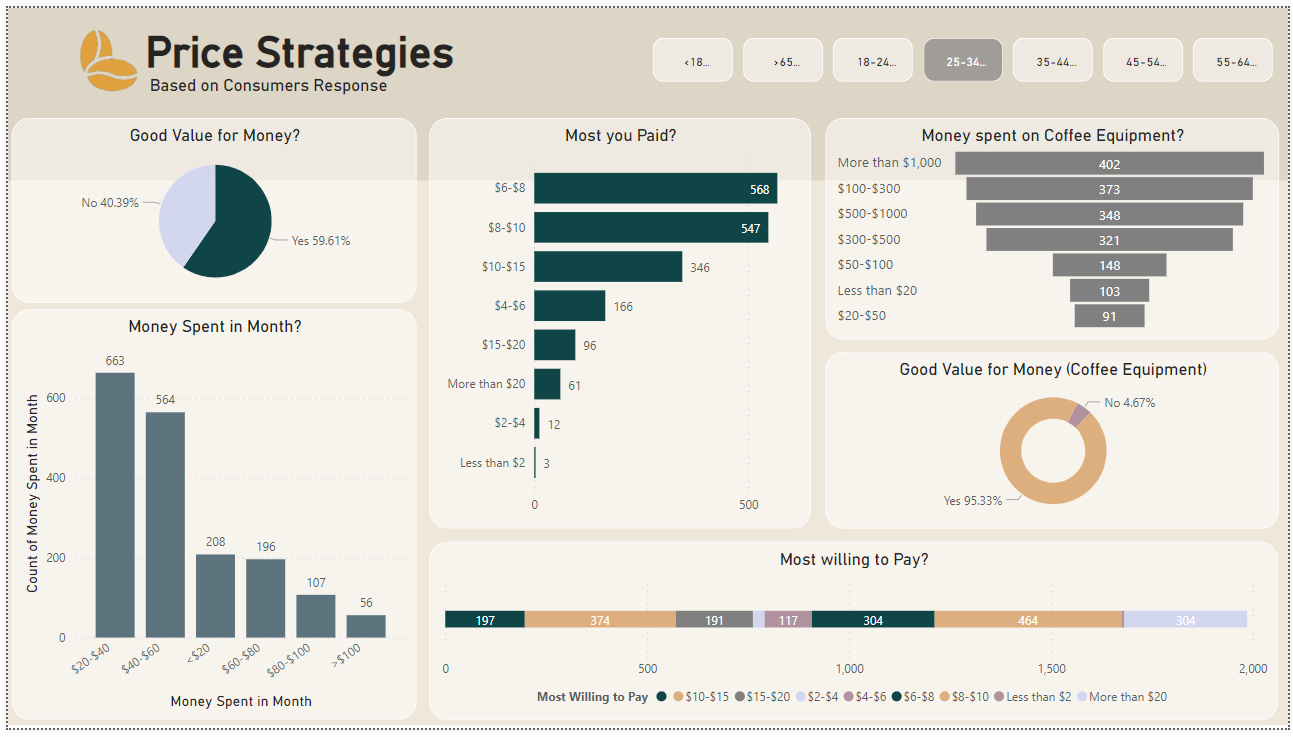 Price Strategies
Based on Consumers Response
<18...
>65...
18-24...
25-34...
35-44...
45-54...
55-64...
Good Value for Money?
No 40.39%
Yes 59.61%
Money Spent in Month?
Count of Money Spent in Month
600
400
200
0
663
564
208
196
107
56
$20-$40
$40-$60
<$20
$60-$80
$80-$100
>$100
Money Spent in Month
Most you Paid?
$6-$8 568
$8-$10 547
$10-$15 346
$4-$6 166
$15-$20 96
More than $20 61
$2-$4 12
Less than $2 3
0 500
Money spent on Coffee Equipment?
More than $1,000 402
$100-$300 373
$500-$1000 348
$300-$500 321
$50-$100 148
Less than $20 103
$20-$50 91
Good Value for Money (Coffee Equipment)
No 4.67%
Yes 95.33%
Most willing to Pay?
197 374 191 117 304 464 304
0 500 1,000 1,500 2,000
Most Willing to Pay $10-$15 $15-$20 $2-$4 $4-$6 $6-$8 $8-$10 Less than $2 More than $20